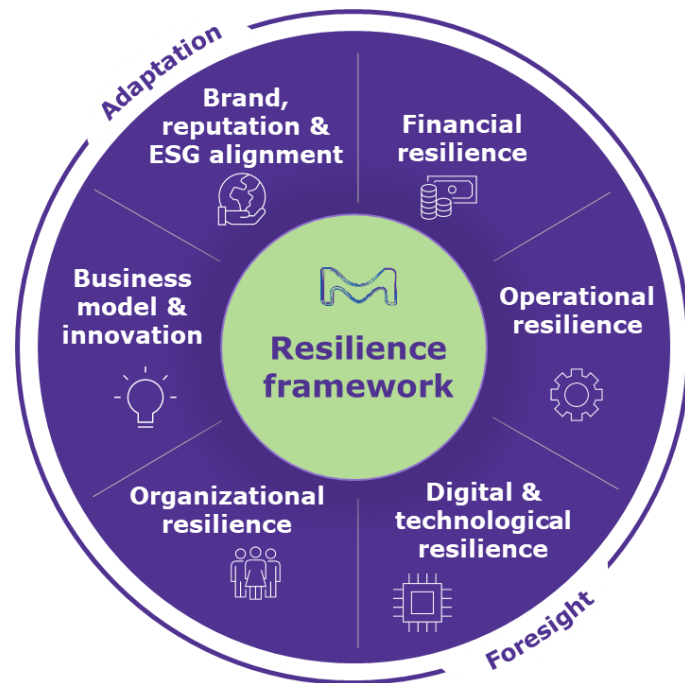 Adaptation
Brand,
reputation &
ESG alignment
Financial
resilience
Business
model &
innovation
Operational
resilience
Resilience
framework
Organizational
resilience
Digital &
technological
resilience
Foresight